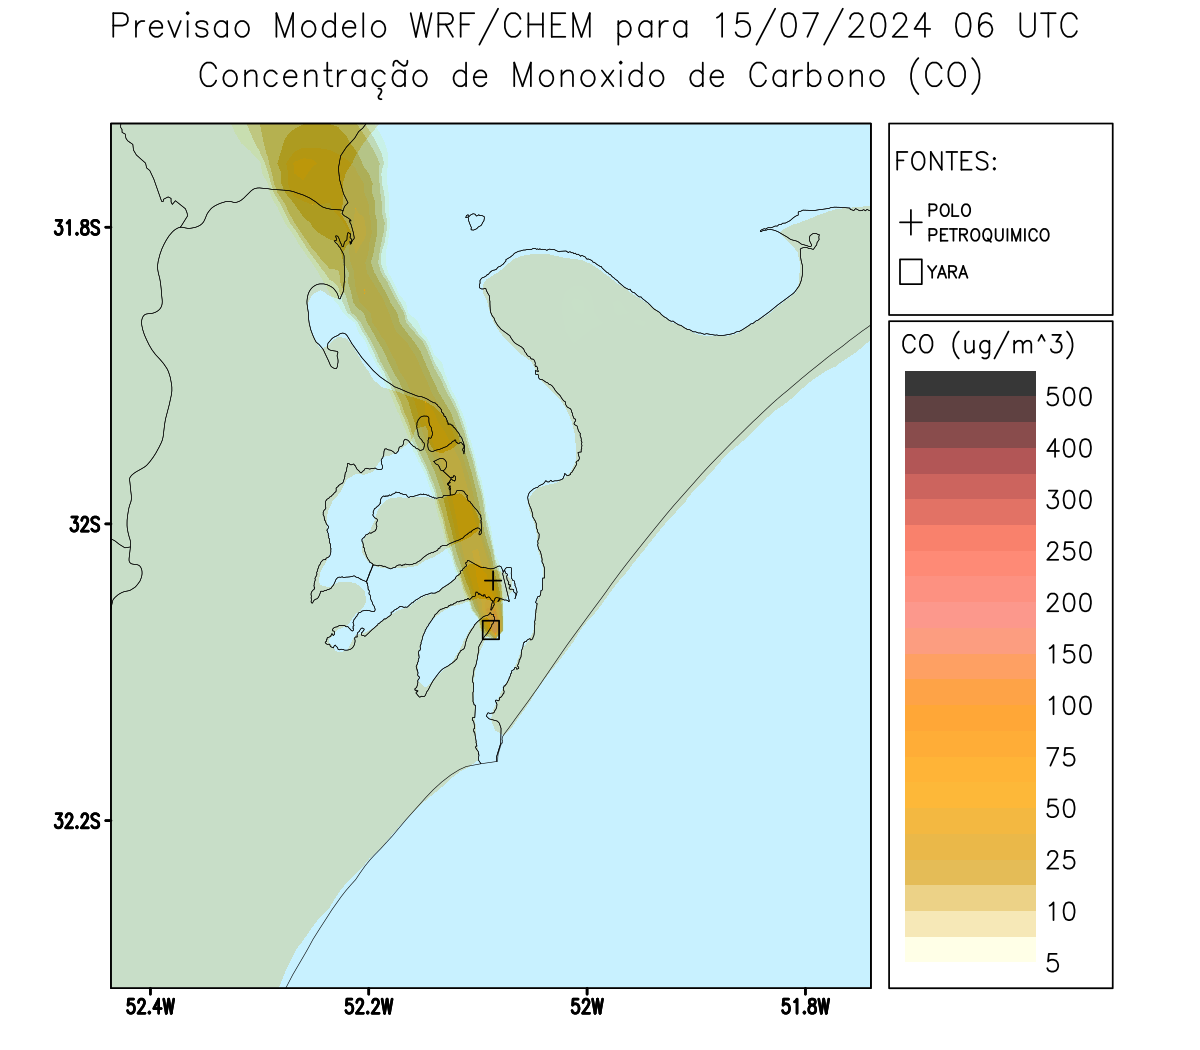 Previsao Modelo WRF/CHEM para 15/07/2024 06 UTC
Concentração de Monoxido de Carbono (CO)
FONTES:
POLO
PETROQUIMICO
YARA
CO (ug/m^3)
500
400
300
250
200
150
100
75
50
25
10
5
31.8S
32S
32.2S
52.4W
52.2W
52W
51.8W